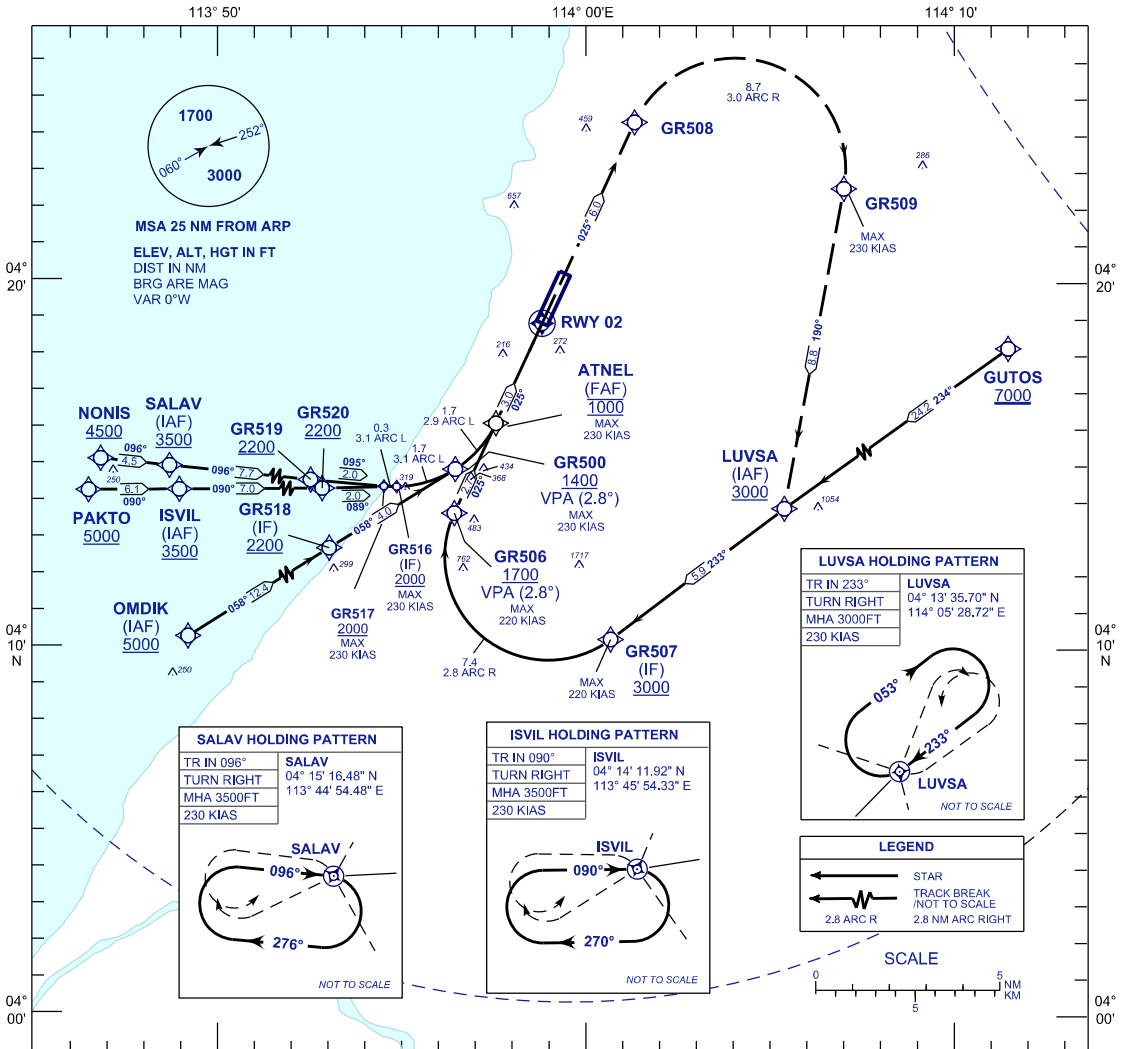 113° 50'
114° 00'E
114° 10'
1700
252°
060°
3000
MSA 25 NM FROM ARP
ELEV, ALT, HGT IN FT
DIST IN NM
BRG ARE MAG
VAR 0°W
8.7
3.0 ARC R
459
GR508
286
GR509
MAX
230 KIAS
657
025°
6.0
04°
20'
04°
20'
RWY 02
216
272
190°
8.8
ATNEL
(FAF)
1000
MAX
230 KIAS
3.0
025°
GUTOS
7000
24.2
234°
NONIS
4500
SALAV
(IAF)
3500
GR519
2200
GR520
2200
0.3
3.1 ARC L
1.7
2.9 ARC L
1.7
3.1 ARC L
096°
4.5
096°
7.7
095°
2.0
250
319
434
368
2.7
025°
GR500
1400
VPA (2.8°)
MAX
230 KIAS
LUVSA
(IAF)
3000
1054
6.1
090°
090°
7.0
2.0
089°
PAKTO
5000
ISVIL
(IAF)
3500
GR518
(IF)
2200
058°
4.0
483
299
GR516
(IF)
2000
MAX
230 KIAS
762
GR506
1700
VPA (2.8°)
MAX
220 KIAS
1717
5.9
233°
058°
12.4
OMDIK
(IAF)
5000
GR517
2000
MAX
230 KIAS
250
7.4
2.8 ARC R
MAX
220 KIAS
GR507
(IF)
3000
04°
10'
N
04°
10'
N
LUVSA HOLDING PATTERN
TR IN 233°
TURN RIGHT
MHA 3000FT
230 KIAS
LUVSA
04° 13' 35.70" N
114° 05' 28.72" E
053°
233°
LUVSA
NOT TO SCALE
SALAV HOLDING PATTERN
TR IN 096°
TURN RIGHT
MHA 3500FT
230 KIAS
SALAV
04° 15' 16.48" N
113° 44' 54.48" E
SALAV
096°
276°
NOT TO SCALE
ISVIL HOLDING PATTERN
TR IN 090°
TURN RIGHT
MHA 3500FT
230 KIAS
ISVIL
04° 14' 11.92" N
113° 45' 54.33" E
ISVIL
090°
270°
NOT TO SCALE
LEGEND
STAR
TRACK BREAK
/NOT TO SCALE
2.8 ARC R
2.8 NM ARC RIGHT
SCALE
0
5
NM
KM
5
04°
00'
04°
00'